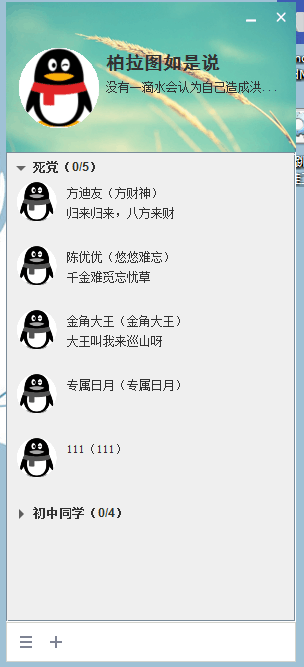 柏拉图如是说
没有一滴水会认为自己造成洪...
死党（0/5）
方迪友（方财神）
归来归来，八方来财
陈优优（悠悠难忘）
千金难觅忘忧草
金角大王（金角大王）
大王叫我来巡山呀
专属日月（专属日月）
111（111）
初中同学（0/4）